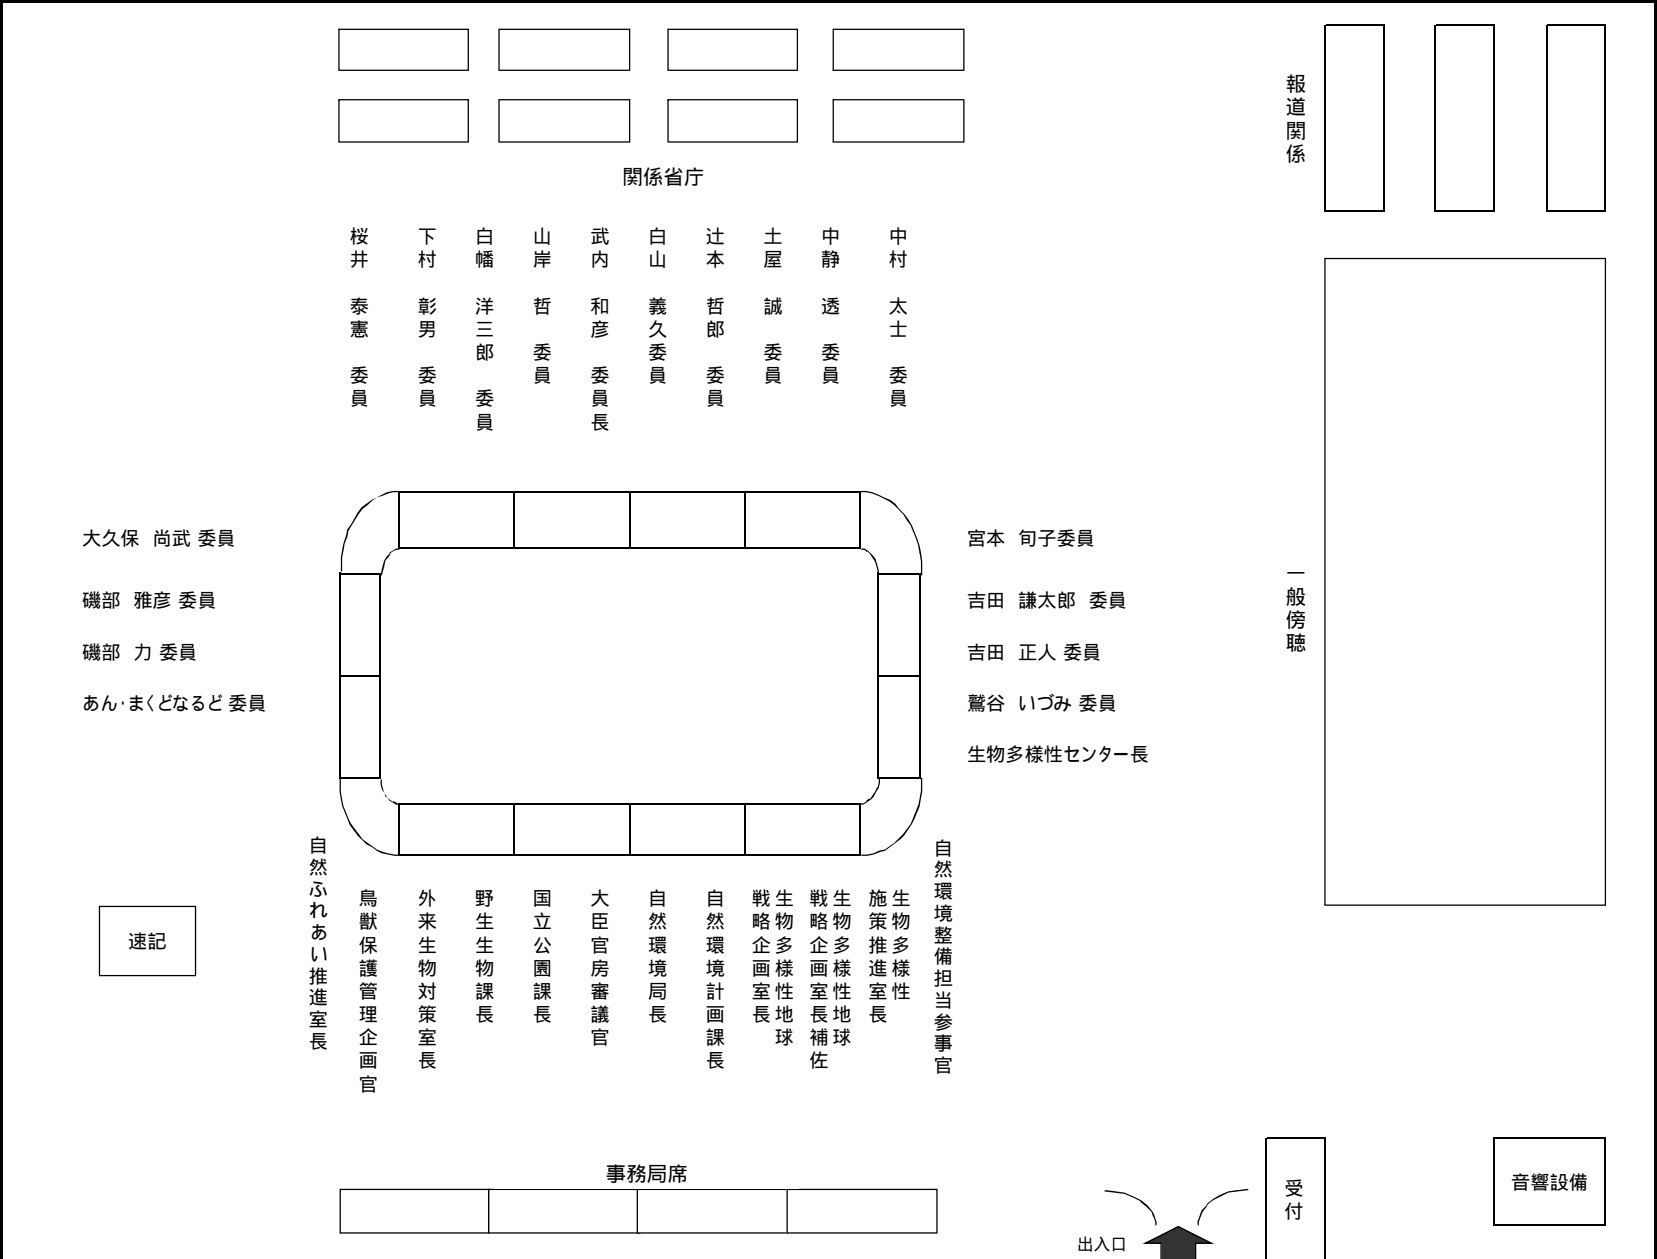 報道関係
関係省庁
桜井 泰憲 委員
下村 彰男 委員
白幡 洋三郎 委員
山岸 哲 委員
武内 和彦 委員長
白山 義久委員
辻本 哲郎 委員
土屋 誠 委員
中静 透 委員
中村 太士 委員
大久保 尚武 委員
磯部 雅彦 委員
磯部 力 委員
あん・まくどなるど 委員
宮本 旬子委員
吉田 謙太郎 委員
吉田 正人 委員
鷲谷 いづみ 委員
生物多様性センター長
一般傍聴
速記
自然ふれあい推進室長
鳥獣保護管理企画官
外来生物対策室長
野生生物課長
国立公園課長
大臣官房審議官
自然環境局長
自然環境計画課長
生物多様性地球
戦略企画室長
生物多様性地球
戦略企画室長補佐
生物多様性
施策推進室長
自然環境整備担当参事官
事務局席
出入口
受付
音響設備